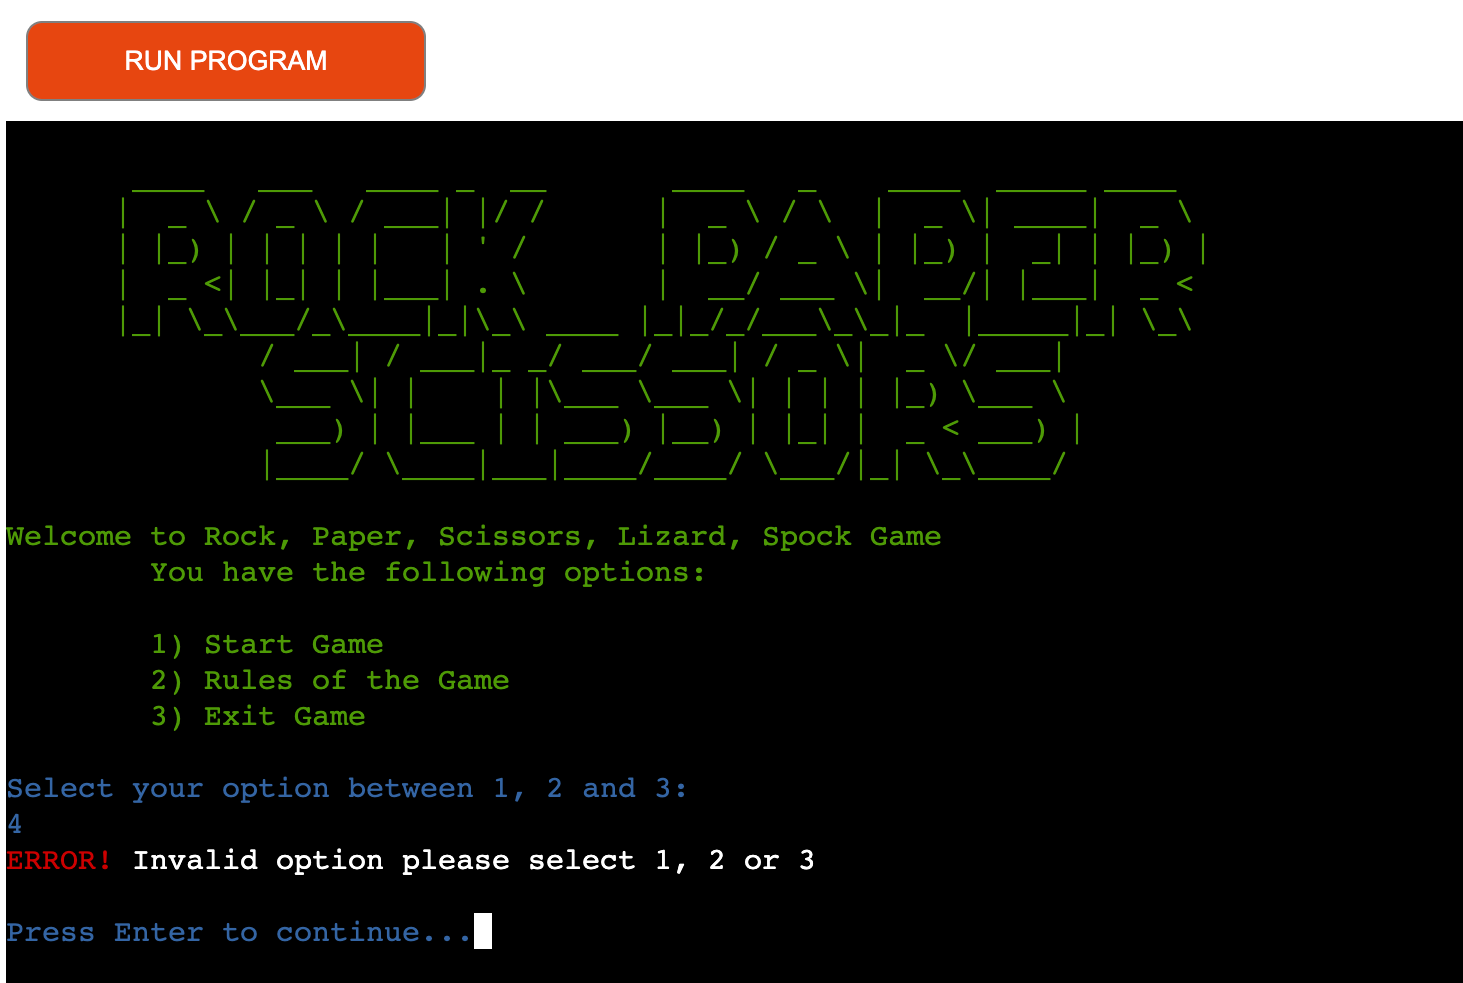 RUN PROGRAM
ROCK PAPER
SCISSORS
Welcome to Rock, Paper, Scissors, Lizard, Spock Game
You have the following options:
1) Start Game
2) Rules of the Game
3) Exit Game
Select your option between 1, 2 and 3:
4
ERROR! Invalid option please select 1, 2 or 3
Press Enter to continue...